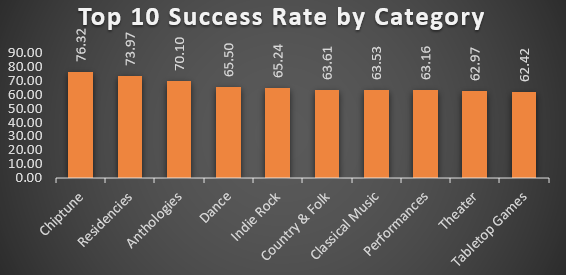 Top 10 Success Rate by Category
76.32
73.97
70.10
65.50
65.24
63.61
63.53
63.16
62.97
62.42
90.00
80.00
70.00
60.00
50.00
40.00
30.00
20.00
10.00
0.00
Chiptune
Residencies
Anthologies
Dance
Indie Rock
Country & Folk
Classical Music
Performances
Theater
Tabletop Games